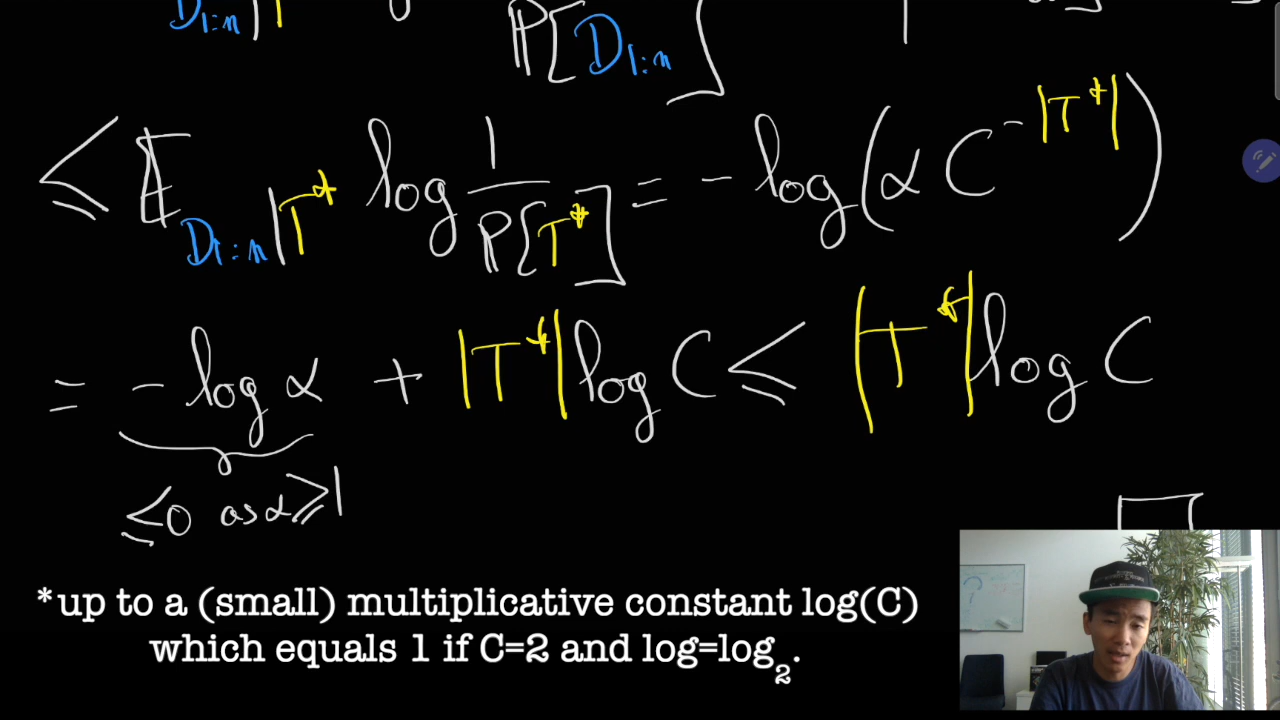 D1:n|T
P[D1:n]
≤ E D1:n|T* log 1/P[T*] = - log(α C^-|T*|)
= - log α + |T*| log C ≤ |T*| log C
≤0 as α≥1
*up to a (small) multiplicative constant log(C)
which equals 1 if C=2 and log=log2.